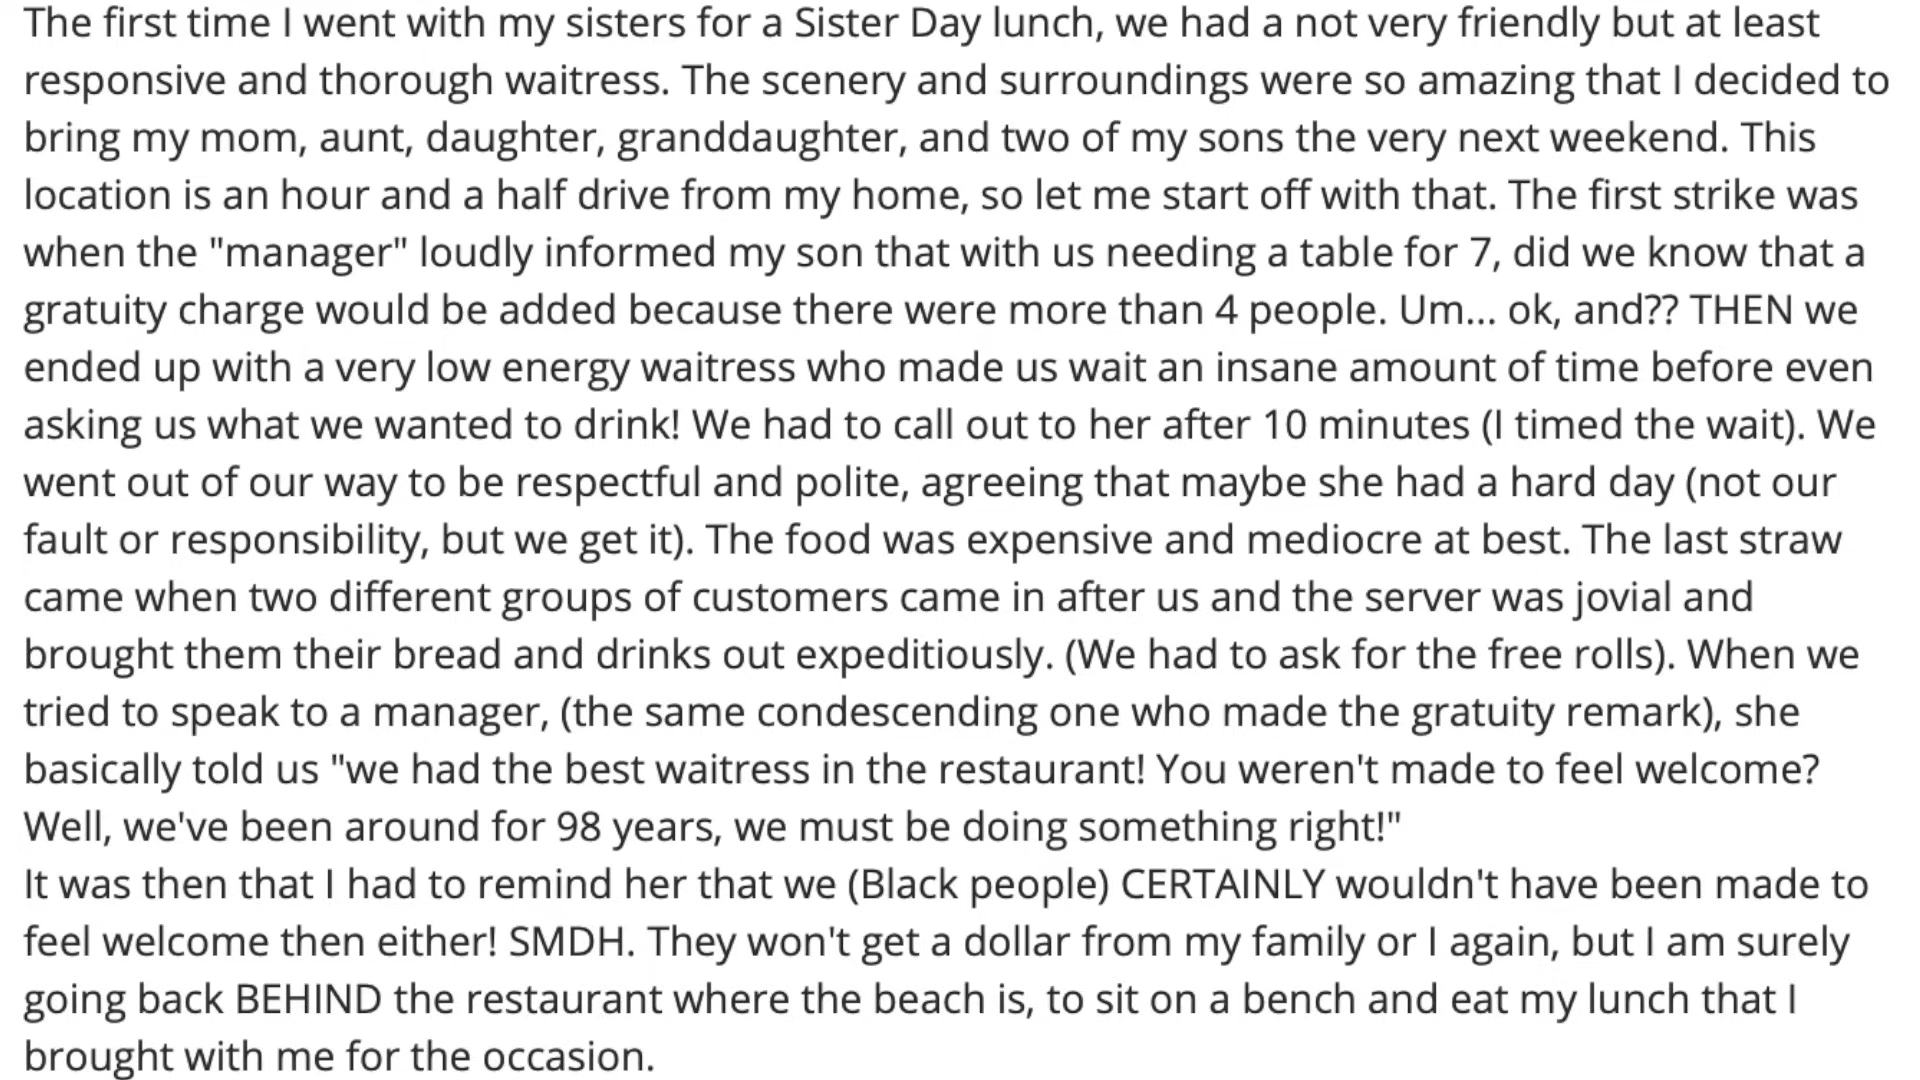 The first time I went with my sisters for a Sister Day lunch, we had a not very friendly but at least
responsive and thorough waitress. The scenery and surroundings were so amazing that I decided to
bring my mom, aunt, daughter, granddaughter, and two of my sons the very next weekend. This
location is an hour and a half drive from my home, so let me start off with that. The first strike was
when the "manager" loudly informed my son that with us needing a table for 7, did we know that a
gratuity charge would be added because there were more than 4 people. Um... ok, and?? THEN we
ended up with a very low energy waitress who made us wait an insane amount of time before even
asking us what we wanted to drink! We had to call out to her after 10 minutes (I timed the wait). We
went out of our way to be respectful and polite, agreeing that maybe she had a hard day (not our
fault or responsibility, but we get it). The food was expensive and mediocre at best. The last straw
came when two different groups of customers came in after us and the server was jovial and
brought them their bread and drinks out expeditiously. (We had to ask for the free rolls). When we
tried to speak to a manager, (the same condescending one who made the gratuity remark), she
basically told us "we had the best waitress in the restaurant! You weren't made to feel welcome?
Well, we've been around for 98 years, we must be doing something right!"
It was then that I had to remind her that we (Black people) CERTAINLY wouldn't have been made to
feel welcome then either! SMDH. They won't get a dollar from my family or I again, but I am surely
going back BEHIND the restaurant where the beach is, to sit on a bench and eat my lunch that I
brought with me for the occasion.